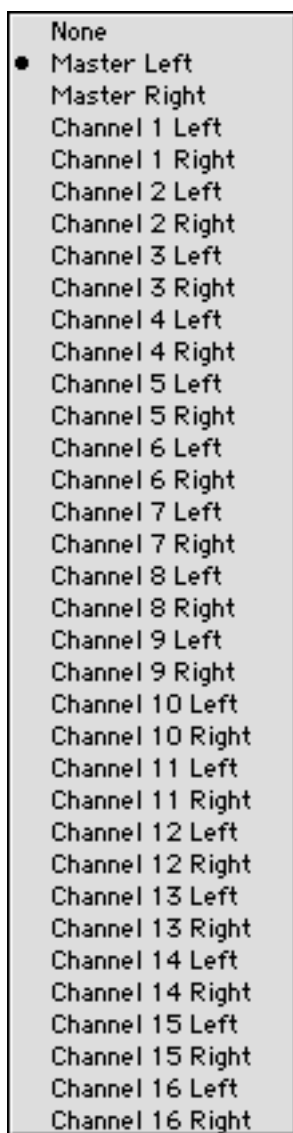 None
Master Left
Master Right
Channel 1 Left
Channel 1 Right
Channel 2 Left
Channel 2 Right
Channel 3 Left
Channel 3 Right
Channel 4 Left
Channel 4 Right
Channel 5 Left
Channel 5 Right
Channel 6 Left
Channel 6 Right
Channel 7 Left
Channel 7 Right
Channel 8 Left
Channel 8 Right
Channel 9 Left
Channel 9 Right
Channel 10 Left
Channel 10 Right
Channel 11 Left
Channel 11 Right
Channel 12 Left
Channel 12 Right
Channel 13 Left
Channel 13 Right
Channel 14 Left
Channel 14 Right
Channel 15 Left
Channel 15 Right
Channel 16 Left
Channel 16 Right